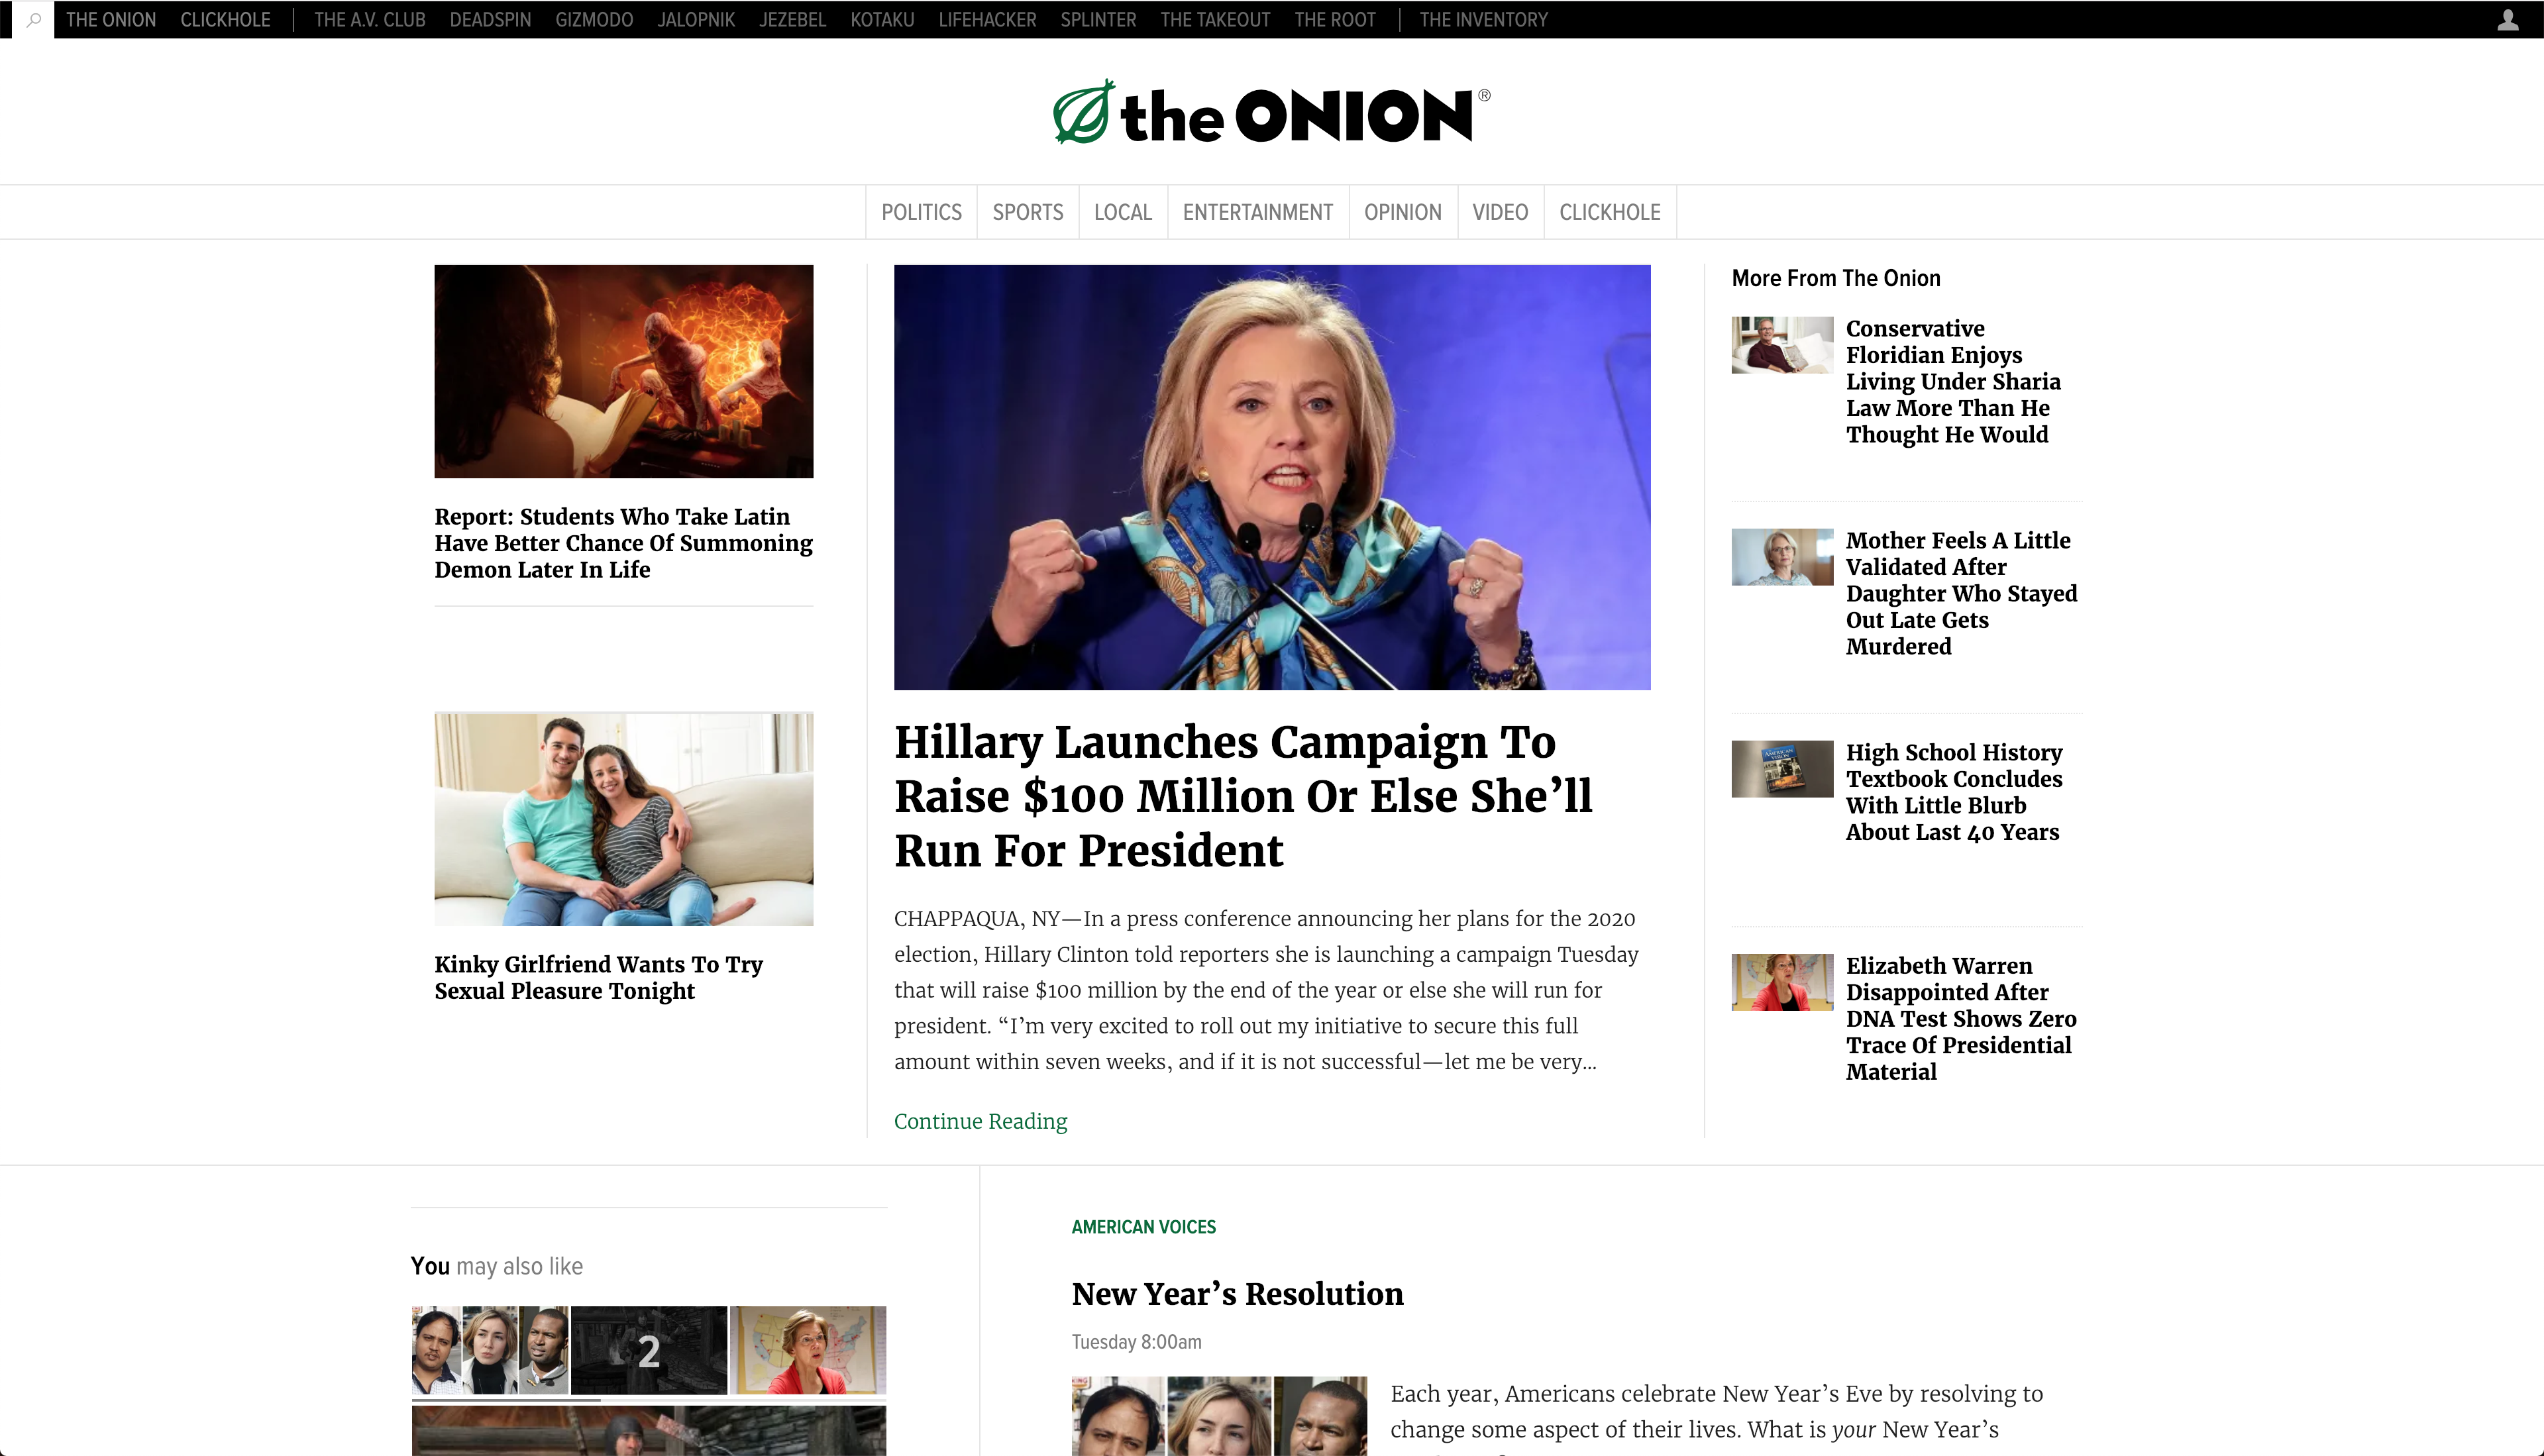 THE ONION CLICKHOLE THE A.V. CLUB DEADSPIN GIZMODO JALOPNIK JEZEBEL KOTAKU LIFEHACKER SPLINTER THE TAKEOUT THE ROOT THE INVENTORY
the ONION®
POLITICS SPORTS LOCAL ENTERTAINMENT OPINION VIDEO CLICKHOLE
Report: Students Who Take Latin
Have Better Chance Of Summoning
Demon Later In Life
Kinky Girlfriend Wants To Try
Sexual Pleasure Tonight
Hillary Launches Campaign To
Raise $100 Million Or Else She’ll
Run For President
CHAPPAQUA, NY—In a press conference announcing her plans for the 2020
election, Hillary Clinton told reporters she is launching a campaign Tuesday
that will raise $100 million by the end of the year or else she will run for
president. “I’m very excited to roll out my initiative to secure this full
amount within seven weeks, and if it is not successful—let me be very...
Continue Reading
More From The Onion
Conservative
Floridian Enjoys
Living Under Sharia
Law More Than He
Thought He Would
Mother Feels A Little
Validated After
Daughter Who Stayed
Out Late Gets
Murdered
High School History
Textbook Concludes
With Little Blurb
About Last 40 Years
Elizabeth Warren
Disappointed After
DNA Test Shows Zero
Trace Of Presidential
Material
You may also like
2
AMERICAN VOICES
New Year’s Resolution
Tuesday 8:00am
Each year, Americans celebrate New Year’s Eve by resolving to
change some aspect of their lives. What is your New Year’s